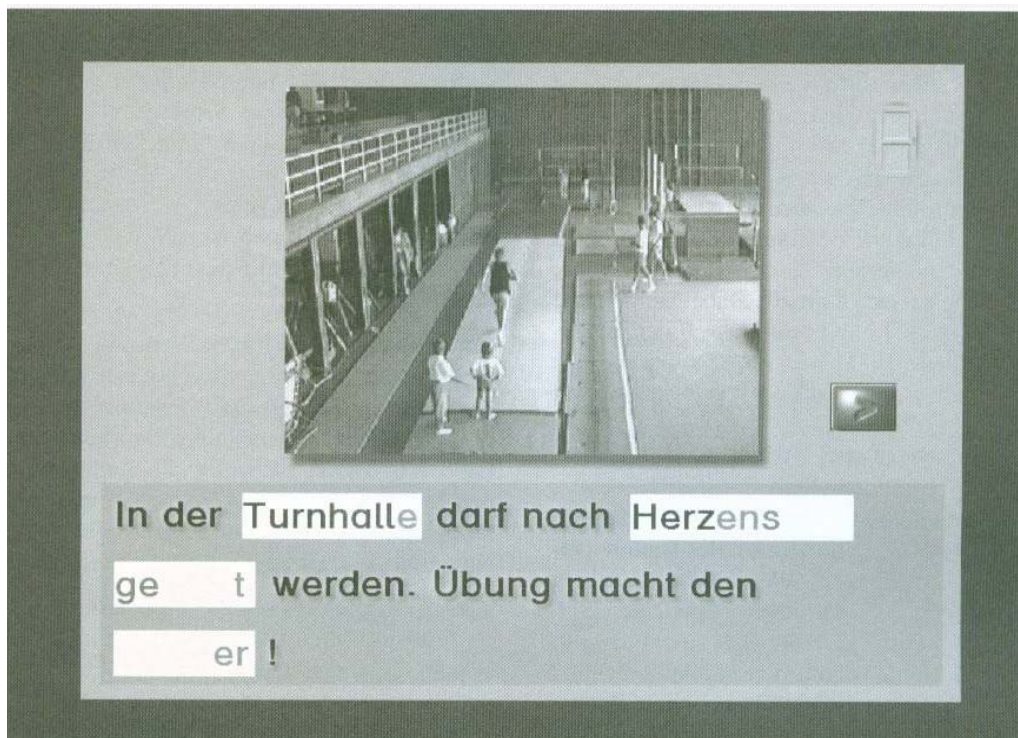 In der Turnhalle darf nach Herzens
ge t werden. Übung macht den
er !